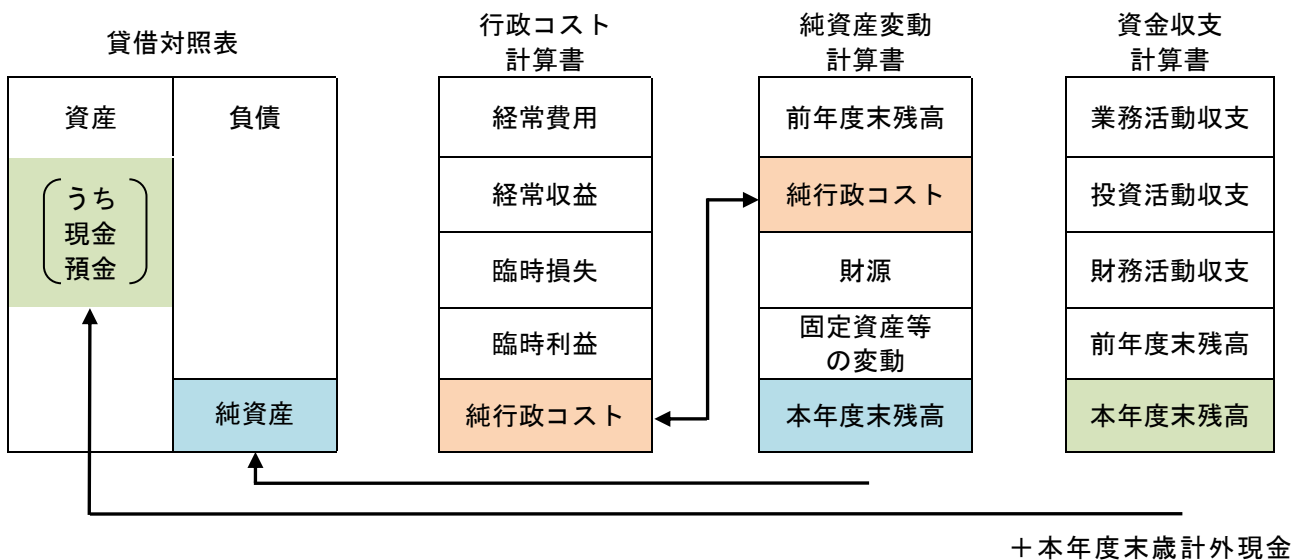 貸借対照表
資産
負債
うち
現金
預金
純資産
行政コスト
計算書
経常費用
経常収益
臨時損失
臨時利益
純行政コスト
純資産変動
計算書
前年度末残高
純行政コスト
財源
固定資産等
の変動
本年度末残高
資金収支
計算書
業務活動収支
投資活動収支
財務活動収支
前年度末残高
本年度末残高
＋本年度末歳計外現金